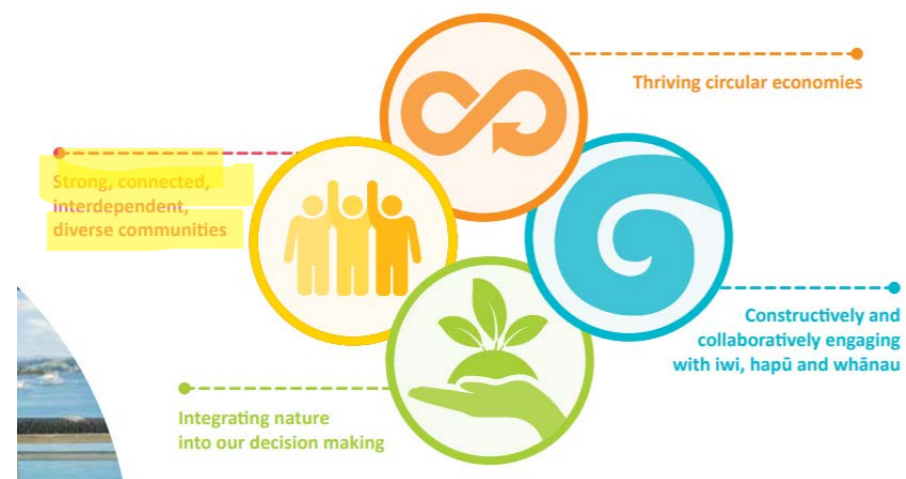 Thriving circular economies
Strong, connected,
interdependent,
diverse communities
Constructively and
collaboratively engaging
with iwi, hapū and whānau
Integrating nature
into our decision making